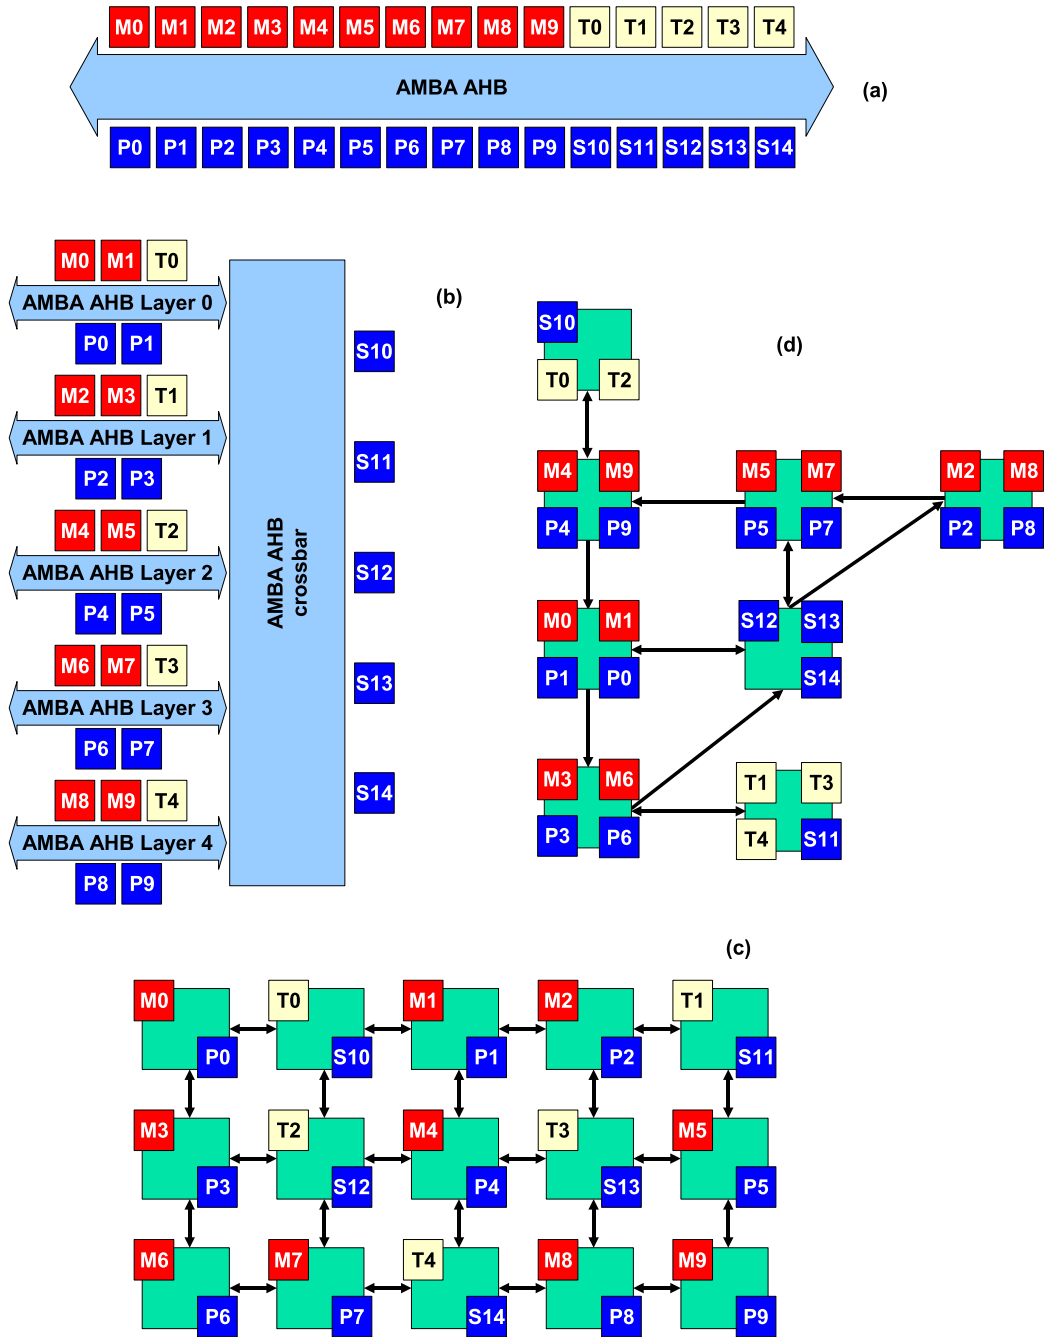 M0 M1 M2 M3 M4 M5 M6 M7 M8 M9 T0 T1 T2 T3 T4
AMBA AHB
(a)
P0 P1 P2 P3 P4 P5 P6 P7 P8 P9 S10 S11 S12 S13 S14
M0 M1 T0
AMBA AHB Layer 0
P0 P1
M2 M3 T1
AMBA AHB Layer 1
P2 P3
M4 M5 T2
AMBA AHB Layer 2
P4 P5
M6 M7 T3
AMBA AHB Layer 3
P6 P7
M8 M9 T4
AMBA AHB Layer 4
P8 P9
AMBA AHB
crossbar
(b)
S10
S11
S12
S13
S14
(d)
S10
T0 T2
M4 M9 M5 M7 M2 M8
P4 P9 P5 P7 P2 P8
M0 M1 S12 S13
P1 P0 S14
M3 M6 T1 T3
P3 P6 T4 S11
(c)
M0 T0 M1 M2 T1
P0 S10 P1 P2 S11
M3 T2 M4 T3 M5
P3 S12 P4 S13 P5
M6 M7 T4 M8 M9
P6 P7 S14 P8 P9